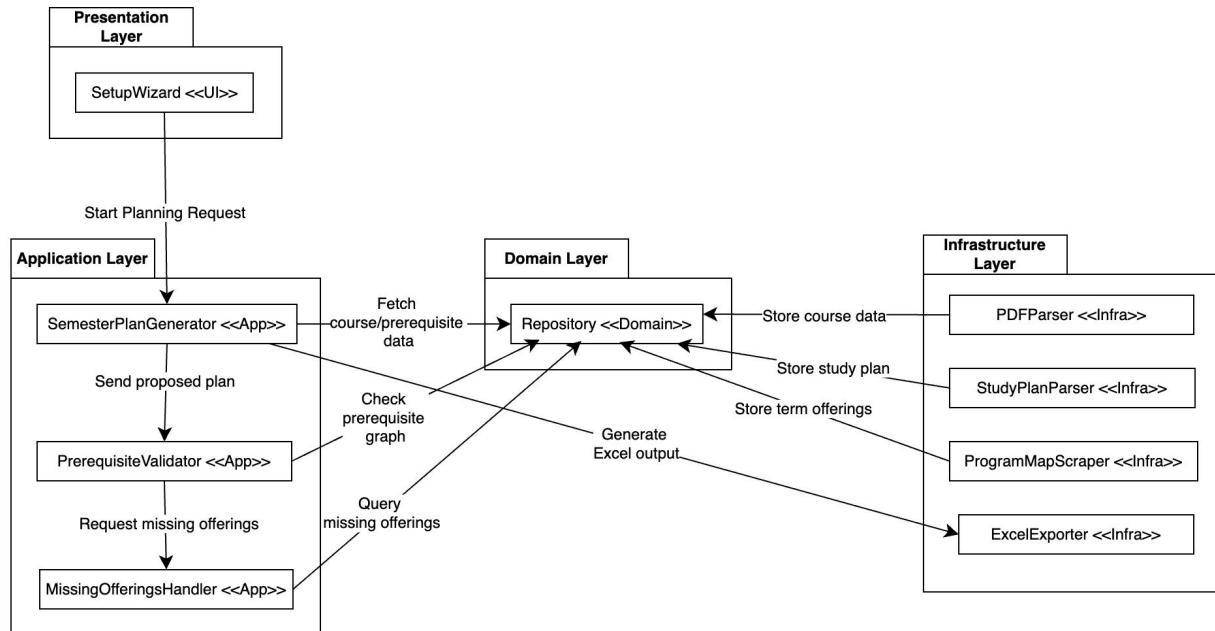 Presentation
Layer
SetupWizard <<UI>>
Start Planning Request
Application Layer
SemesterPlanGenerator <<App>>
Send proposed plan
PrerequisiteValidator <<App>>
Request missing offerings
MissingOfferingsHandler <<App>>
Fetch
course/prerequisite
data
Check
prerequisite
graph
Query
missing offerings
Domain Layer
Repository <<Domain>>
Generate
Excel output
Store course data
Store study plan
Store term offerings
Infrastructure
Layer
PDFParser <<Infra>>
StudyPlanParser <<Infra>>
ProgramMapScraper <<Infra>>
ExcelExporter <<Infra>>